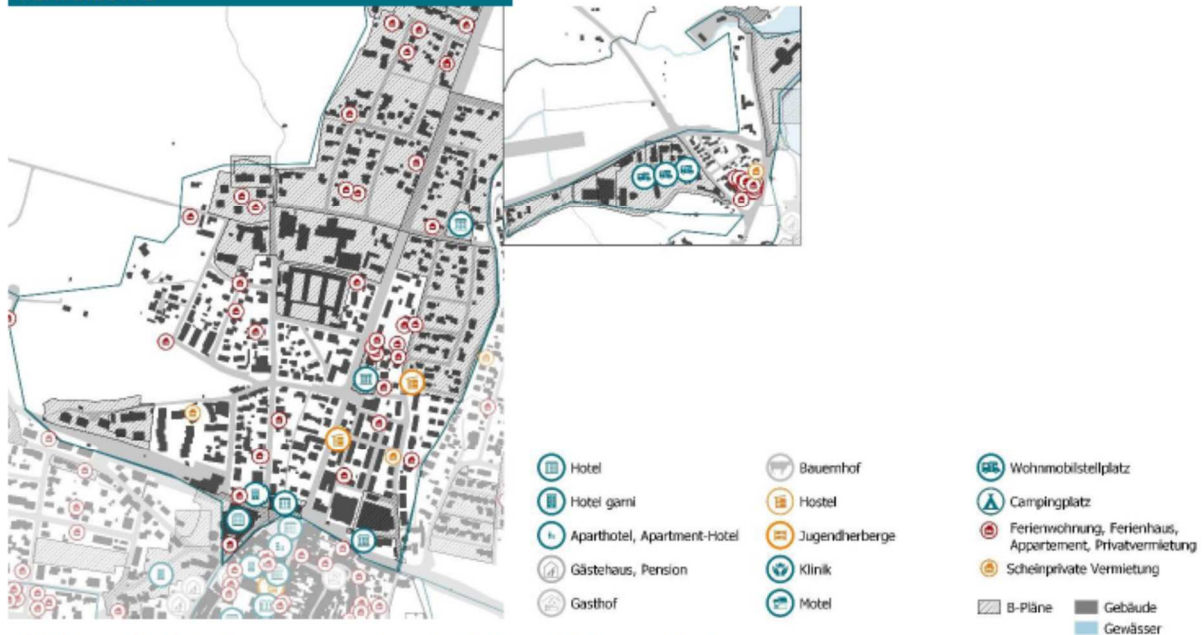 Hotel
Hotel garni
Aparthotel, Apartment-Hotel
Gästehaus, Pension
Gasthof
Bauernhof
Hostel
Jugendherberge
Klinik
Motel
Wohnmobilstellplatz
Campingplatz
Ferienwohnung, Ferienhaus,
Appartement, Privatvermietung
Scheinprivate Vermietung
B-Pläne
Gebäude
Gewässer